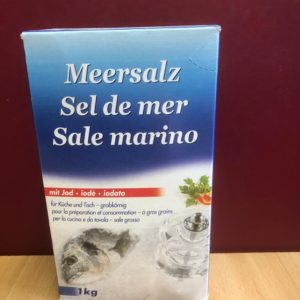 Meersalz
Sel de mer
Sale marino
mit Jod • iodé • iodato
für Küche und Tisch – grobkörnig
pour la préparation et consommation – à gros grains
per la cucina e da tavola – sale grosso
1kg